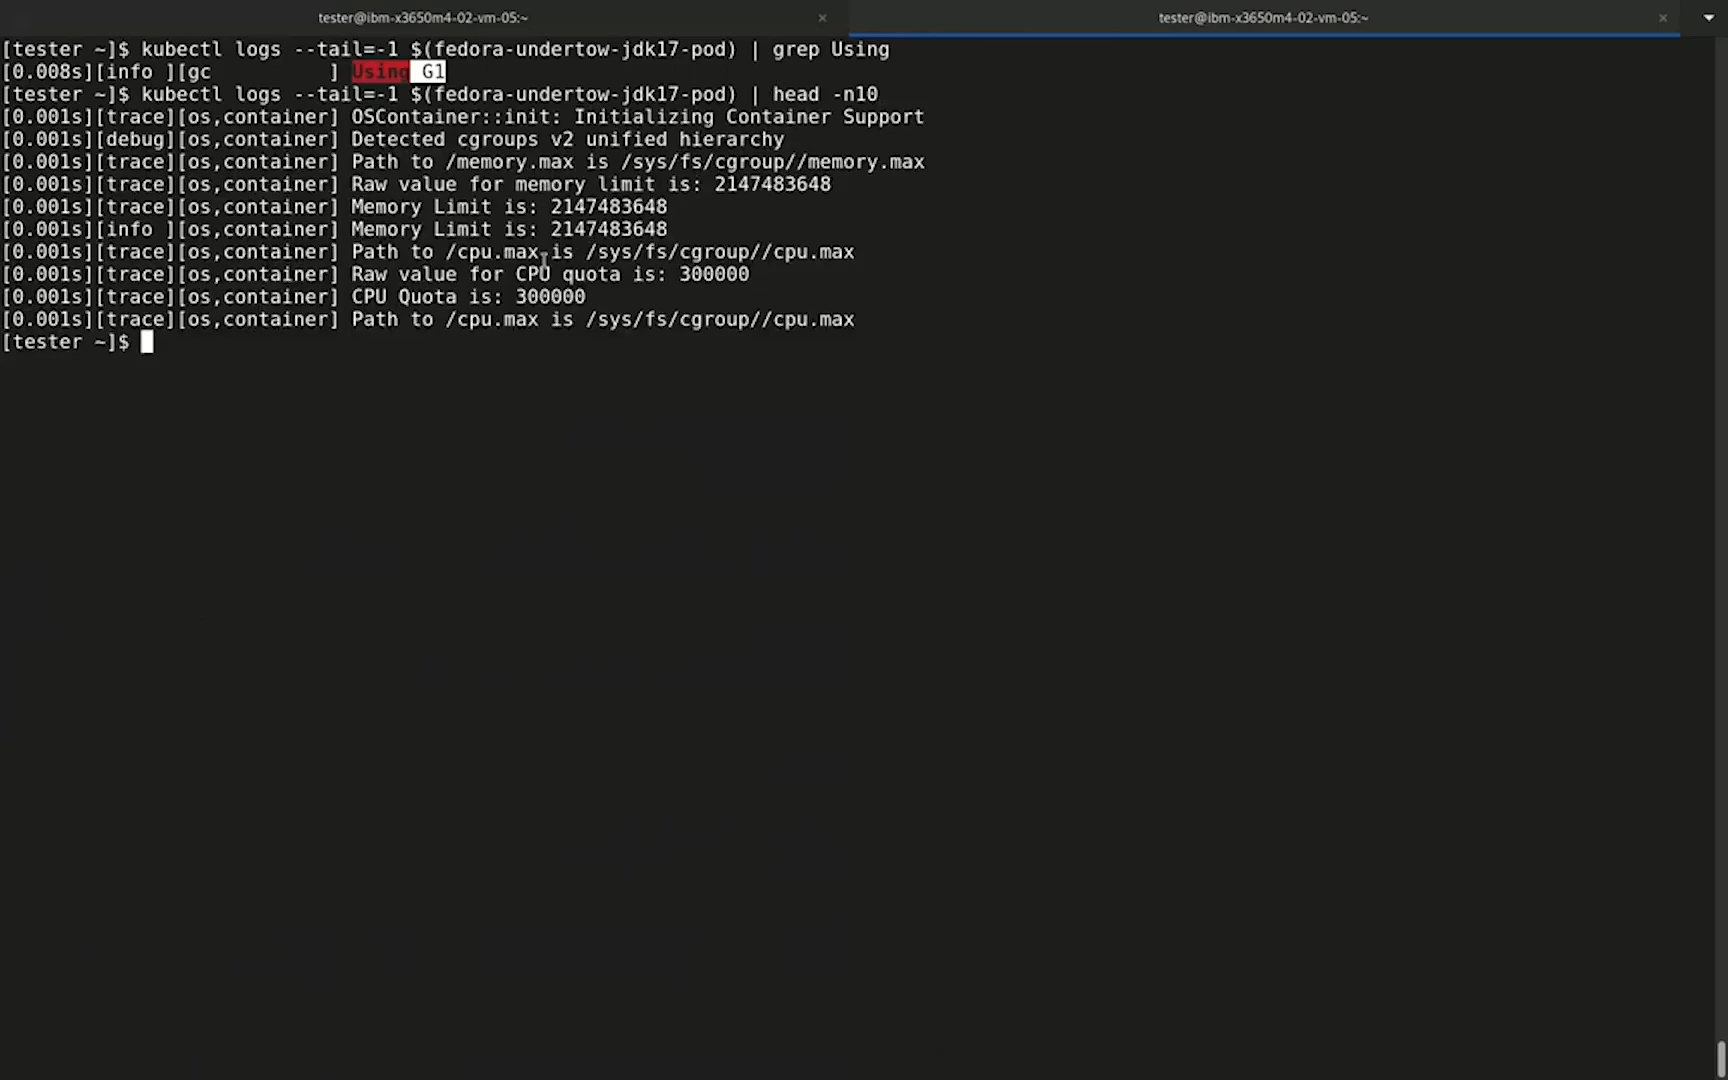 tester@ibm-x3650m4-02-vm-05:~ × tester@ibm-x3650m4-02-vm-05:~ ×
[tester ~]$ kubectl logs --tail=-1 $(fedora-undertow-jdk17-pod) | grep Using
[0.008s][info ][gc          ] Using G1
[tester ~]$ kubectl logs --tail=-1 $(fedora-undertow-jdk17-pod) | head -n10
[0.001s][trace][os,container] OSContainer::init: Initializing Container Support
[0.001s][debug][os,container] Detected cgroups v2 unified hierarchy
[0.001s][trace][os,container] Path to /memory.max is /sys/fs/cgroup//memory.max
[0.001s][trace][os,container] Raw value for memory limit is: 2147483648
[0.001s][trace][os,container] Memory Limit is: 2147483648
[0.001s][info ][os,container] Memory Limit is: 2147483648
[0.001s][trace][os,container] Path to /cpu.max is /sys/fs/cgroup//cpu.max
[0.001s][trace][os,container] Raw value for CPU quota is: 300000
[0.001s][trace][os,container] CPU Quota is: 300000
[0.001s][trace][os,container] Path to /cpu.max is /sys/fs/cgroup//cpu.max
[tester ~]$